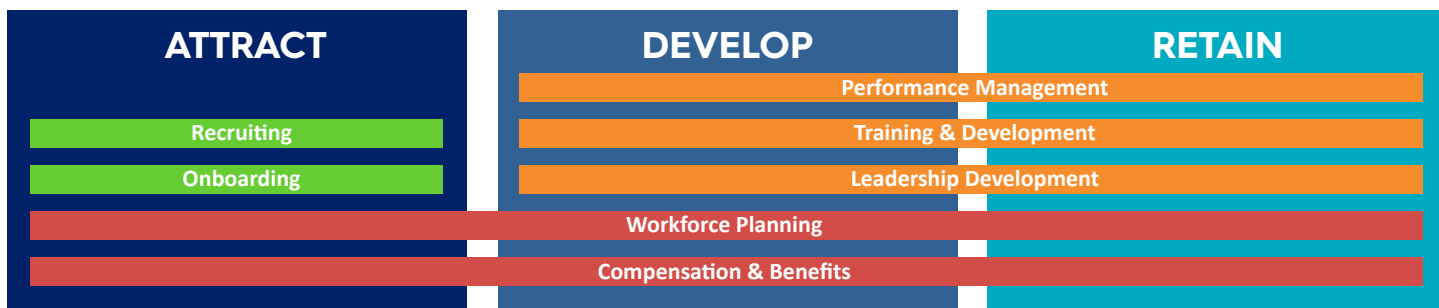 ATTRACT
DEVELOP
RETAIN
Performance Management
Recruiting
Training & Development
Onboarding
Leadership Development
Workforce Planning
Compensation & Benefits